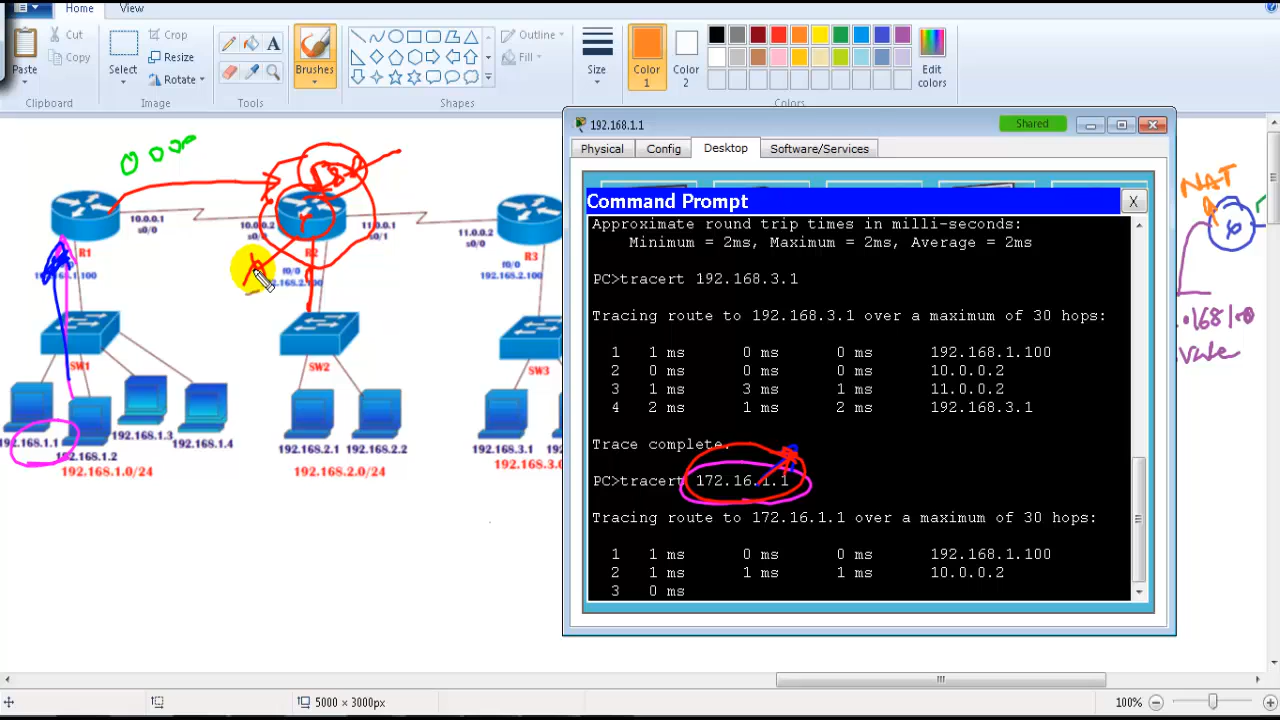 Home View
Paste
Cut
Copy
Clipboard
Select
Crop
Resize
Rotate
Image
Tools
Brushes
Shapes
Outline
Fill
Size
Color 1
Color 2
Edit colors
Colors
192.168.1.1
Shared
Physical Config Desktop Software/Services
Command Prompt
X
Approximate round trip times in milli-seconds:
Minimum = 2ms, Maximum = 2ms, Average = 2ms
PC>tracert 192.168.3.1
Tracing route to 192.168.3.1 over a maximum of 30 hops:
1 1 ms 0 ms 0 ms 192.168.1.100
2 0 ms 0 ms 0 ms 10.0.0.2
3 1 ms 3 ms 1 ms 11.0.0.2
4 2 ms 1 ms 2 ms 192.168.3.1
Trace complete.
PC>tracert 172.16.1.1
Tracing route to 172.16.1.1 over a maximum of 30 hops:
1 1 ms 0 ms 0 ms 192.168.1.100
2 1 ms 1 ms 1 ms 10.0.0.2
3 0 ms
10.0.0.1
s0/0
R1
10.0.0.2
s0/0
11.0.0.1
s0/1
R2
f0/0
11.0.0.2
s0/0
R3
f0/0
192.168.2.100
SW1
SW2
SW3
192.168.1.1
192.168.1.2
192.168.1.3
192.168.1.4
192.168.1.0/24
192.168.2.1
192.168.2.2
192.168.2.0/24
192.168.3.1
192.168.3.0
NAT
5000 × 3000px
100%